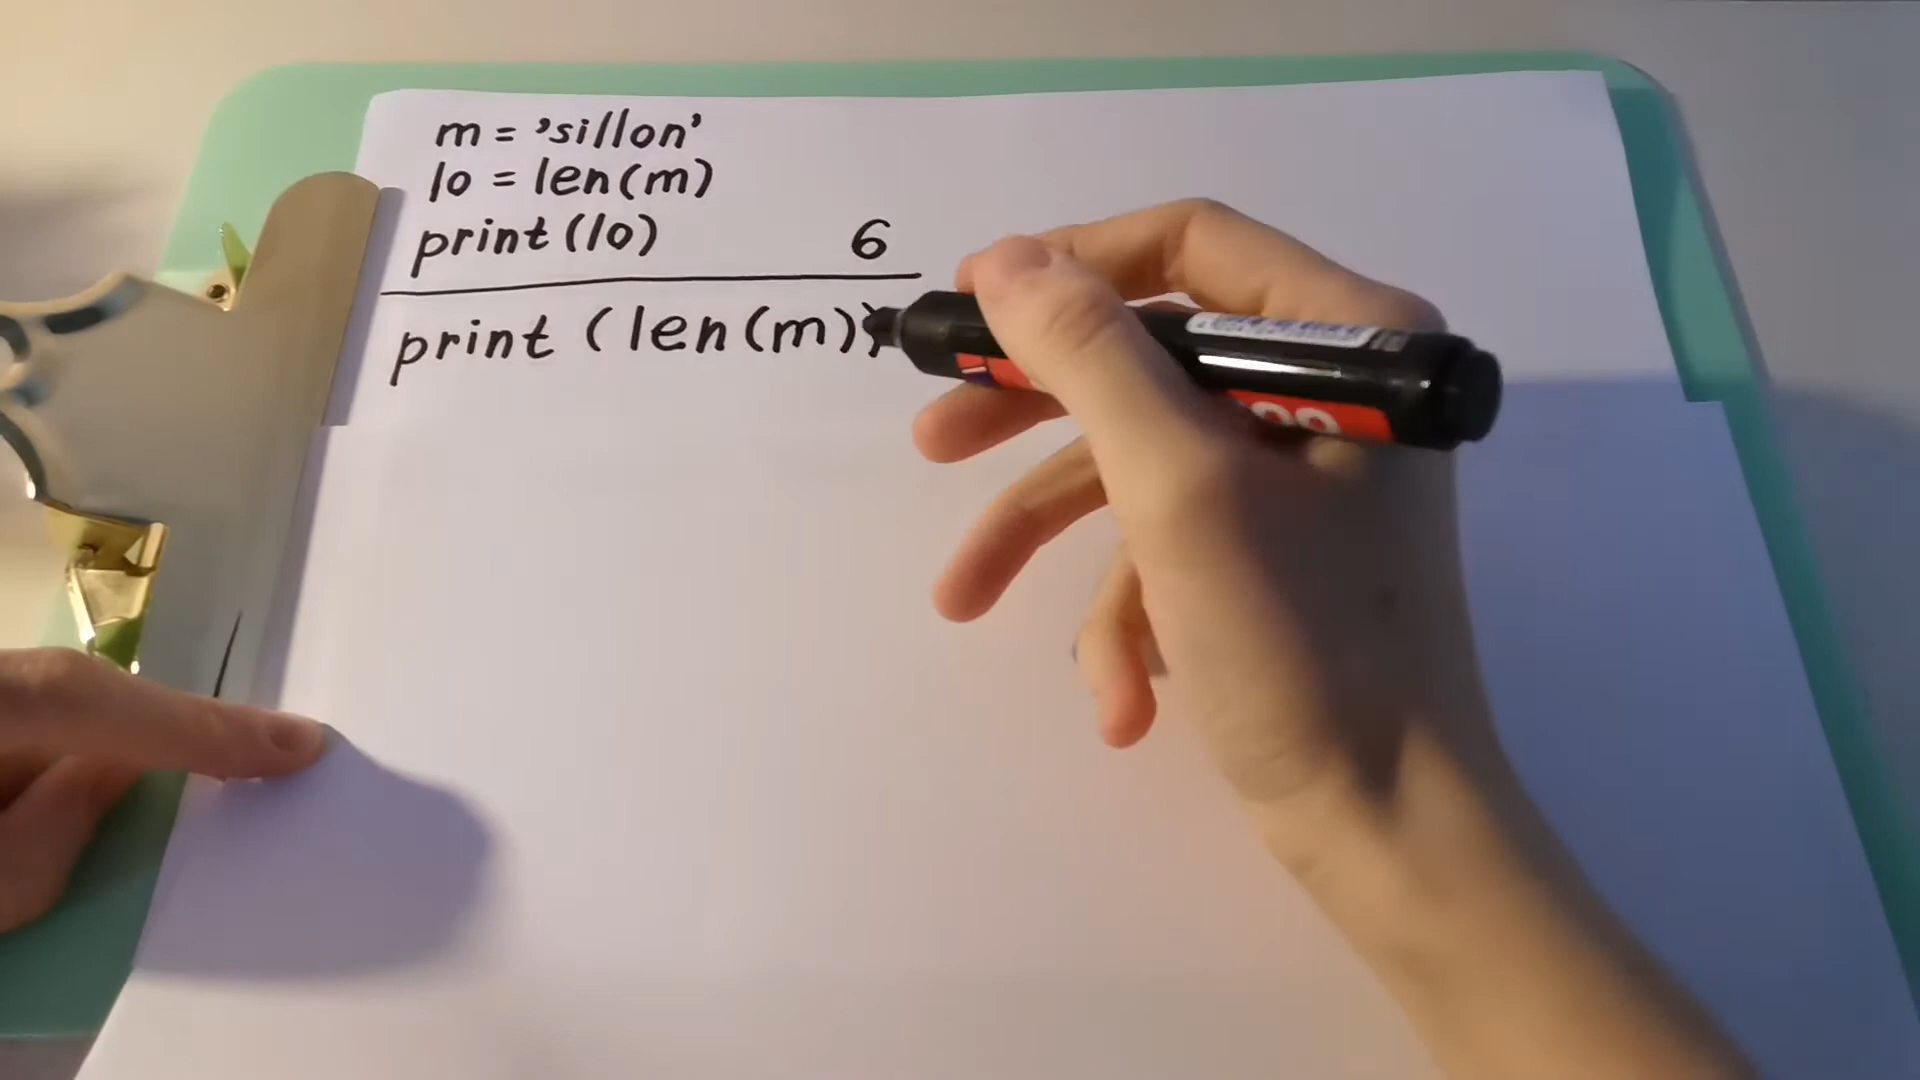 m = ’sillon’
lo = len(m)
print (lo) 6
print (len(m))